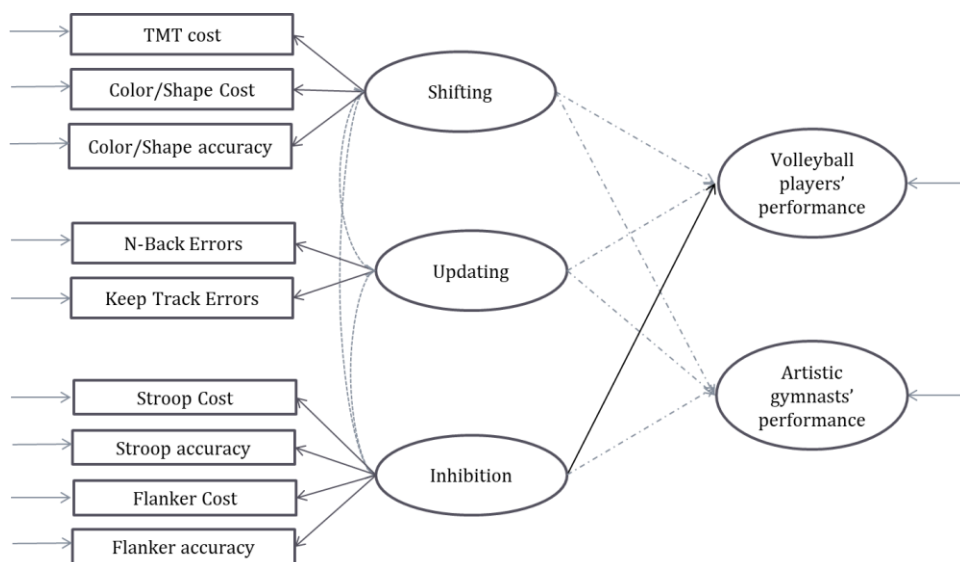 TMT cost
Color/Shape Cost
Color/Shape accuracy
N-Back Errors
Keep Track Errors
Stroop Cost
Stroop accuracy
Flanker Cost
Flanker accuracy
Shifting
Updating
Inhibition
Volleyball
players’
performance
Artistic
gymnasts’
performance